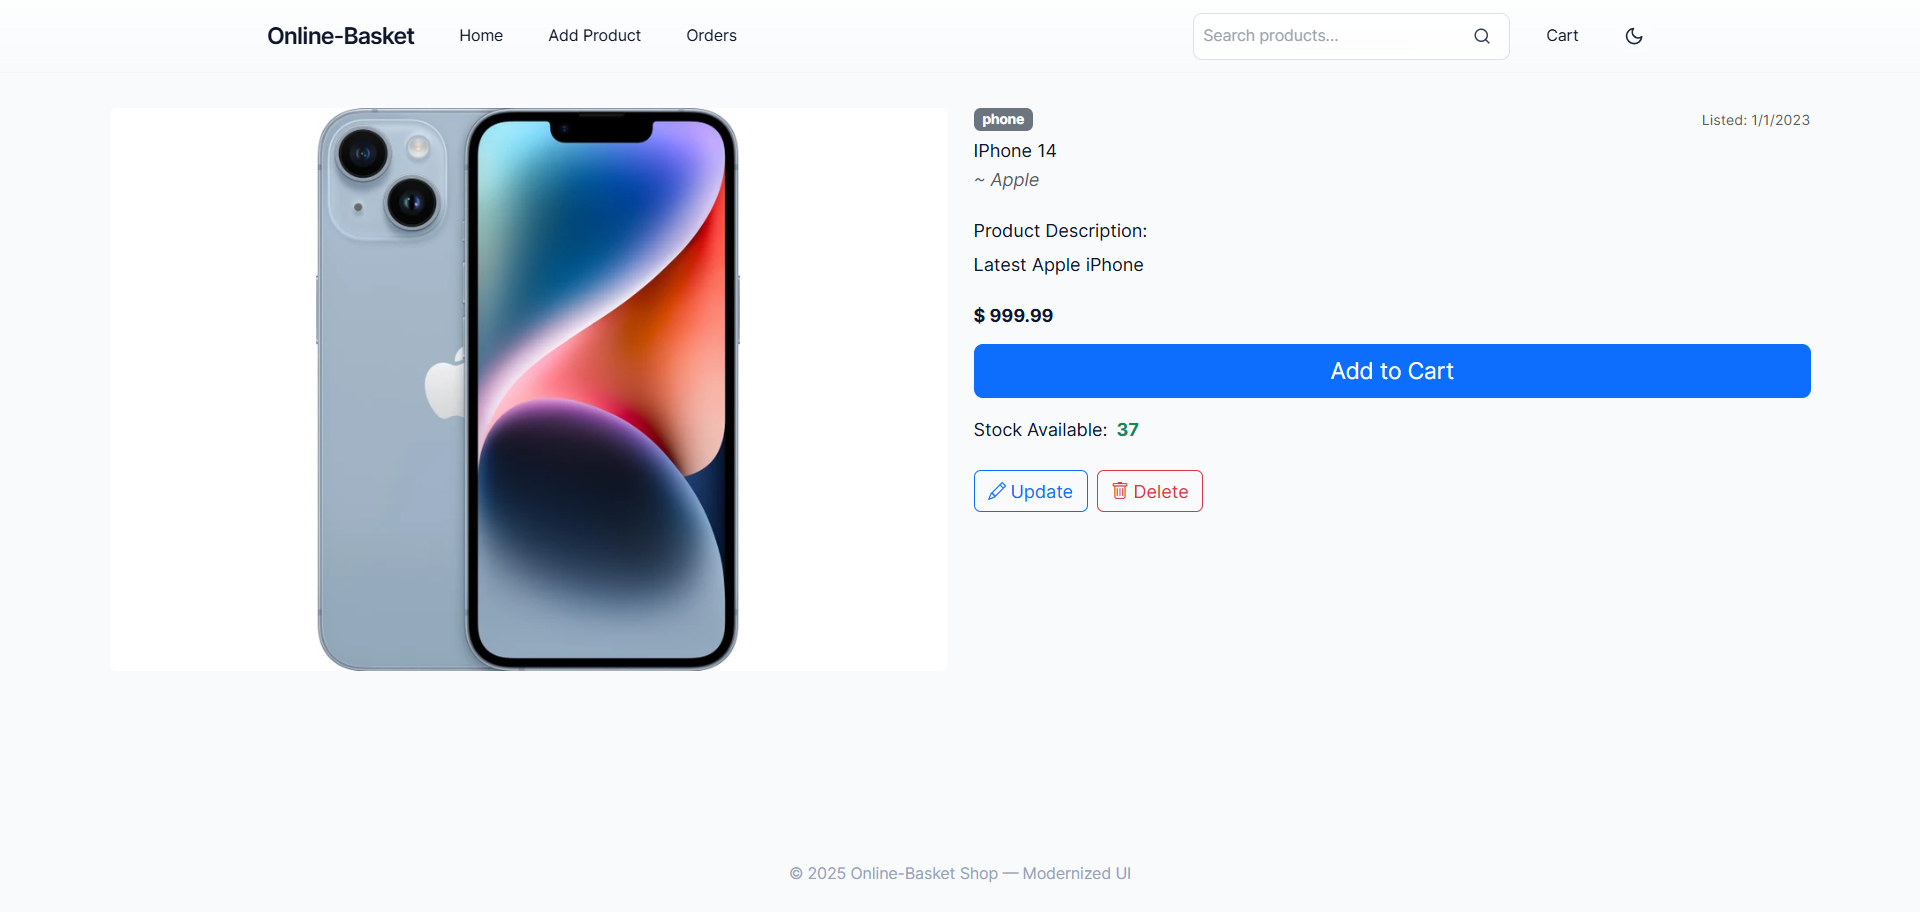 Online-Basket
Home
Add Product
Orders
Search products...
Cart
phone
Listed: 1/1/2023
IPhone 14
~ Apple
Product Description:
Latest Apple iPhone
$ 999.99
Add to Cart
Stock Available: 37
Update
Delete
© 2025 Online-Basket Shop — Modernized UI